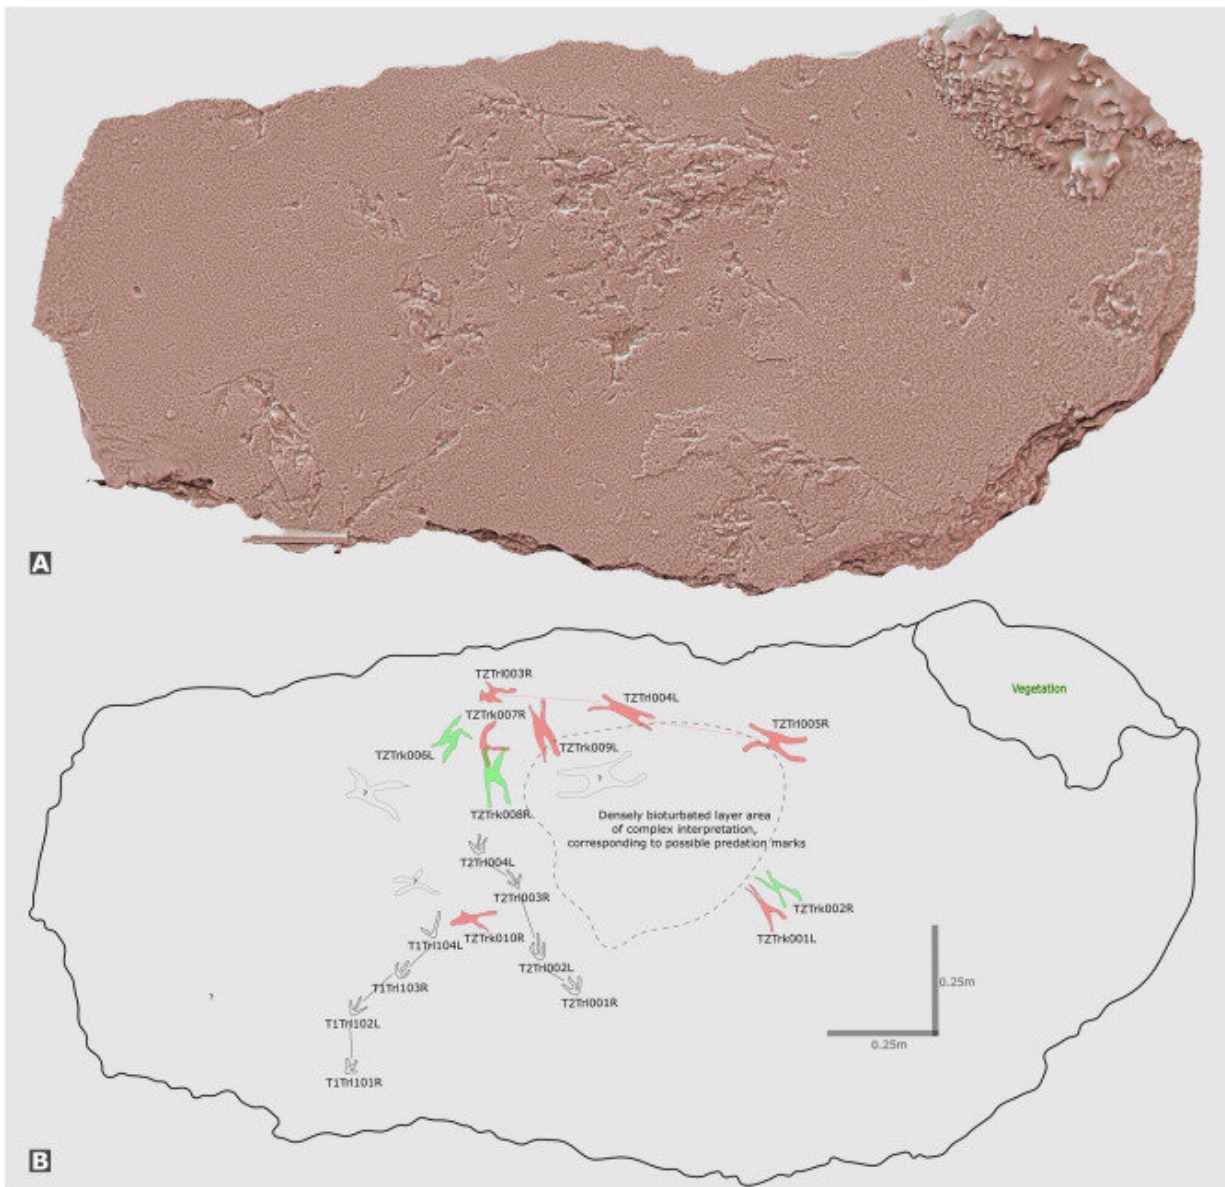 A
TZTrl003R
TZTrl004L
Vegetation
TZTrk007R
TZTrl005R
TZTrk006L
TZTrk009L
?
?
TZTrk008R
Densely bioturbated layer area
of complex interpretation,
corresponding to possible predation marks
T2Trl004L
?
T2Trl003R
TZTrk002R
TZTrk010R
TZTrk001L
T1Trl104L
T2Trl002L
T1Trl103R
0.25m
T2Trl001R
?
T1Trl102L
0.25m
T1Trl101R
B